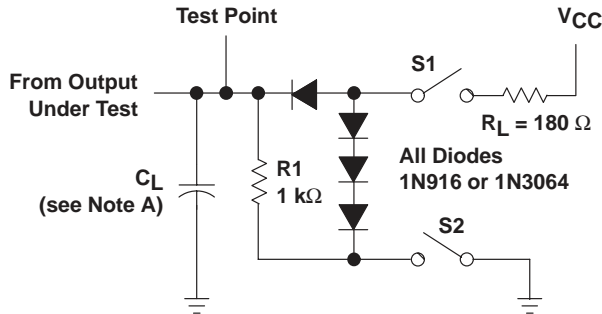 Test Point
VCC
S1
From Output
Under Test
RL = 180 Ω
R1
1 kΩ
All Diodes
1N916 or 1N3064
CL
(see Note A)
S2